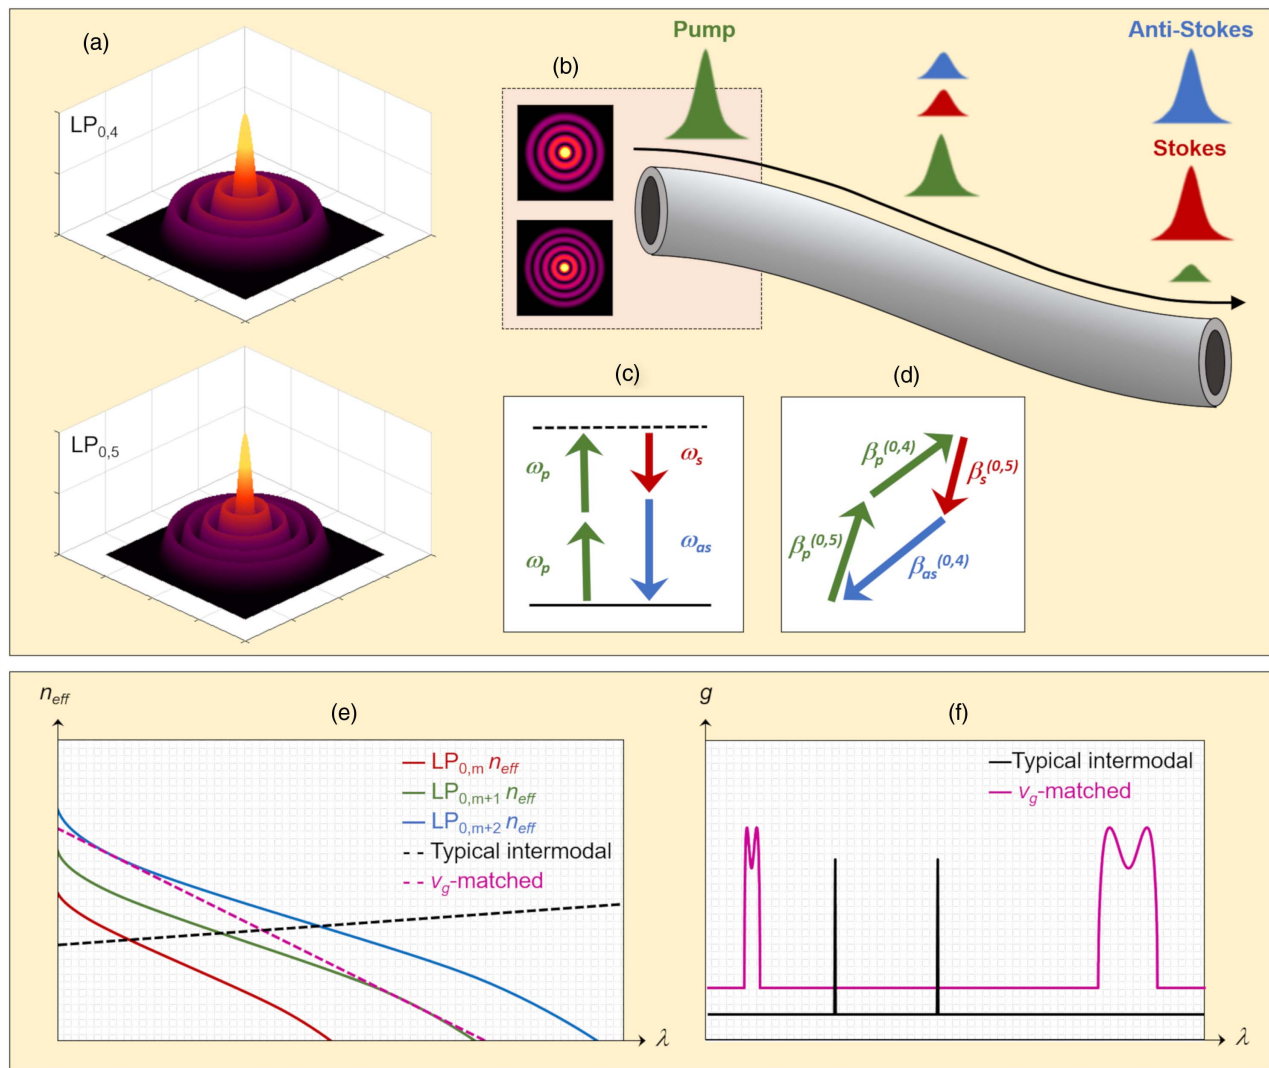 (a)
LP0,4
LP0,5
(b)
Pump
Anti-Stokes
Stokes
(c)
ωp
ωs
ωp
ωas
(d)
βp(0,4)
βs(0,5)
βp(0,5)
βas(0,4)
neff
(e)
LP0,m neff
LP0,m+1 neff
LP0,m+2 neff
Typical intermodal
vg-matched
λ
g
(f)
Typical intermodal
vg-matched
λ